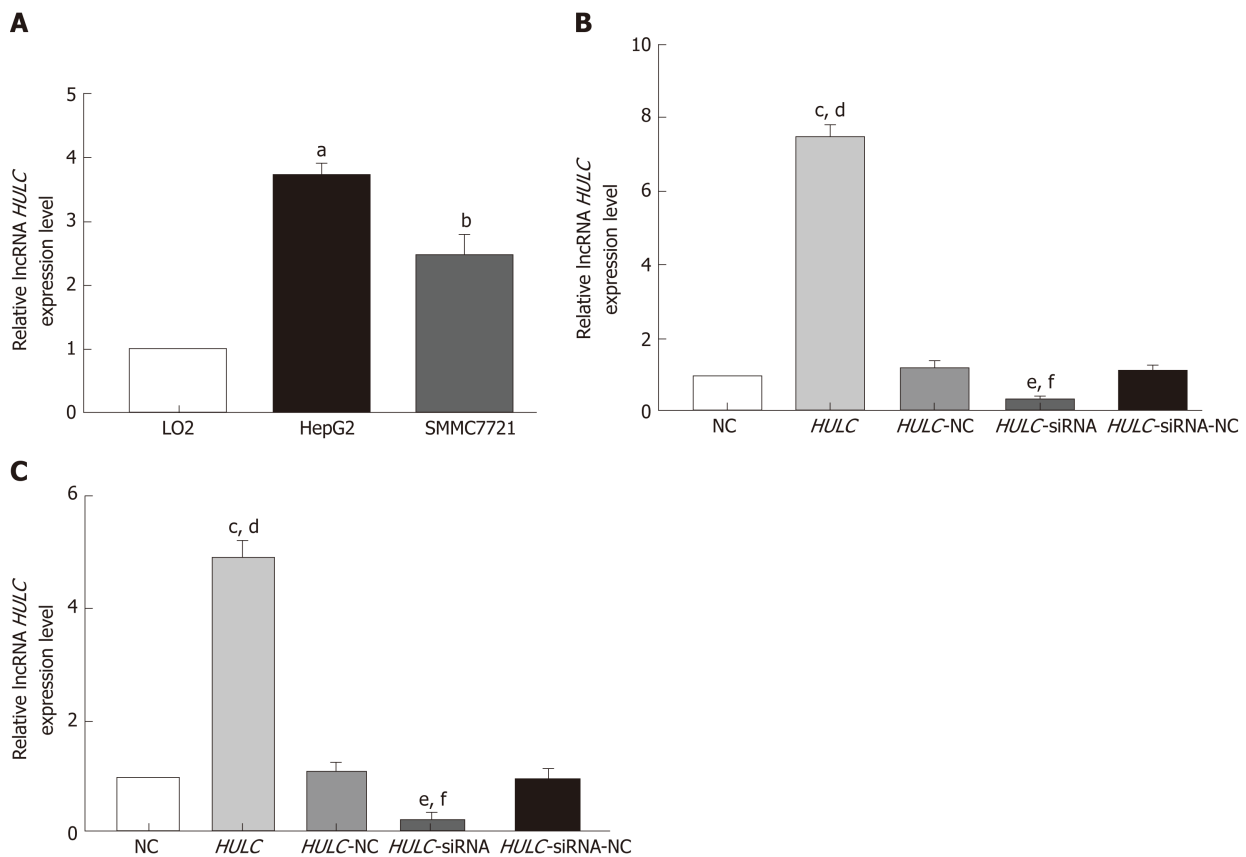 A
Relative lncRNA HULC
expression level
5
4
3
2
1
0
a
b
LO2 HepG2 SMMC7721
B
Relative lncRNA HULC
expression level
10
8
6
4
2
0
c, d
e, f
NC HULC HULC-NC HULC-siRNA HULC-siRNA-NC
C
Relative lncRNA HULC
expression level
6
4
2
0
c, d
e, f
NC HULC HULC-NC HULC-siRNA HULC-siRNA-NC